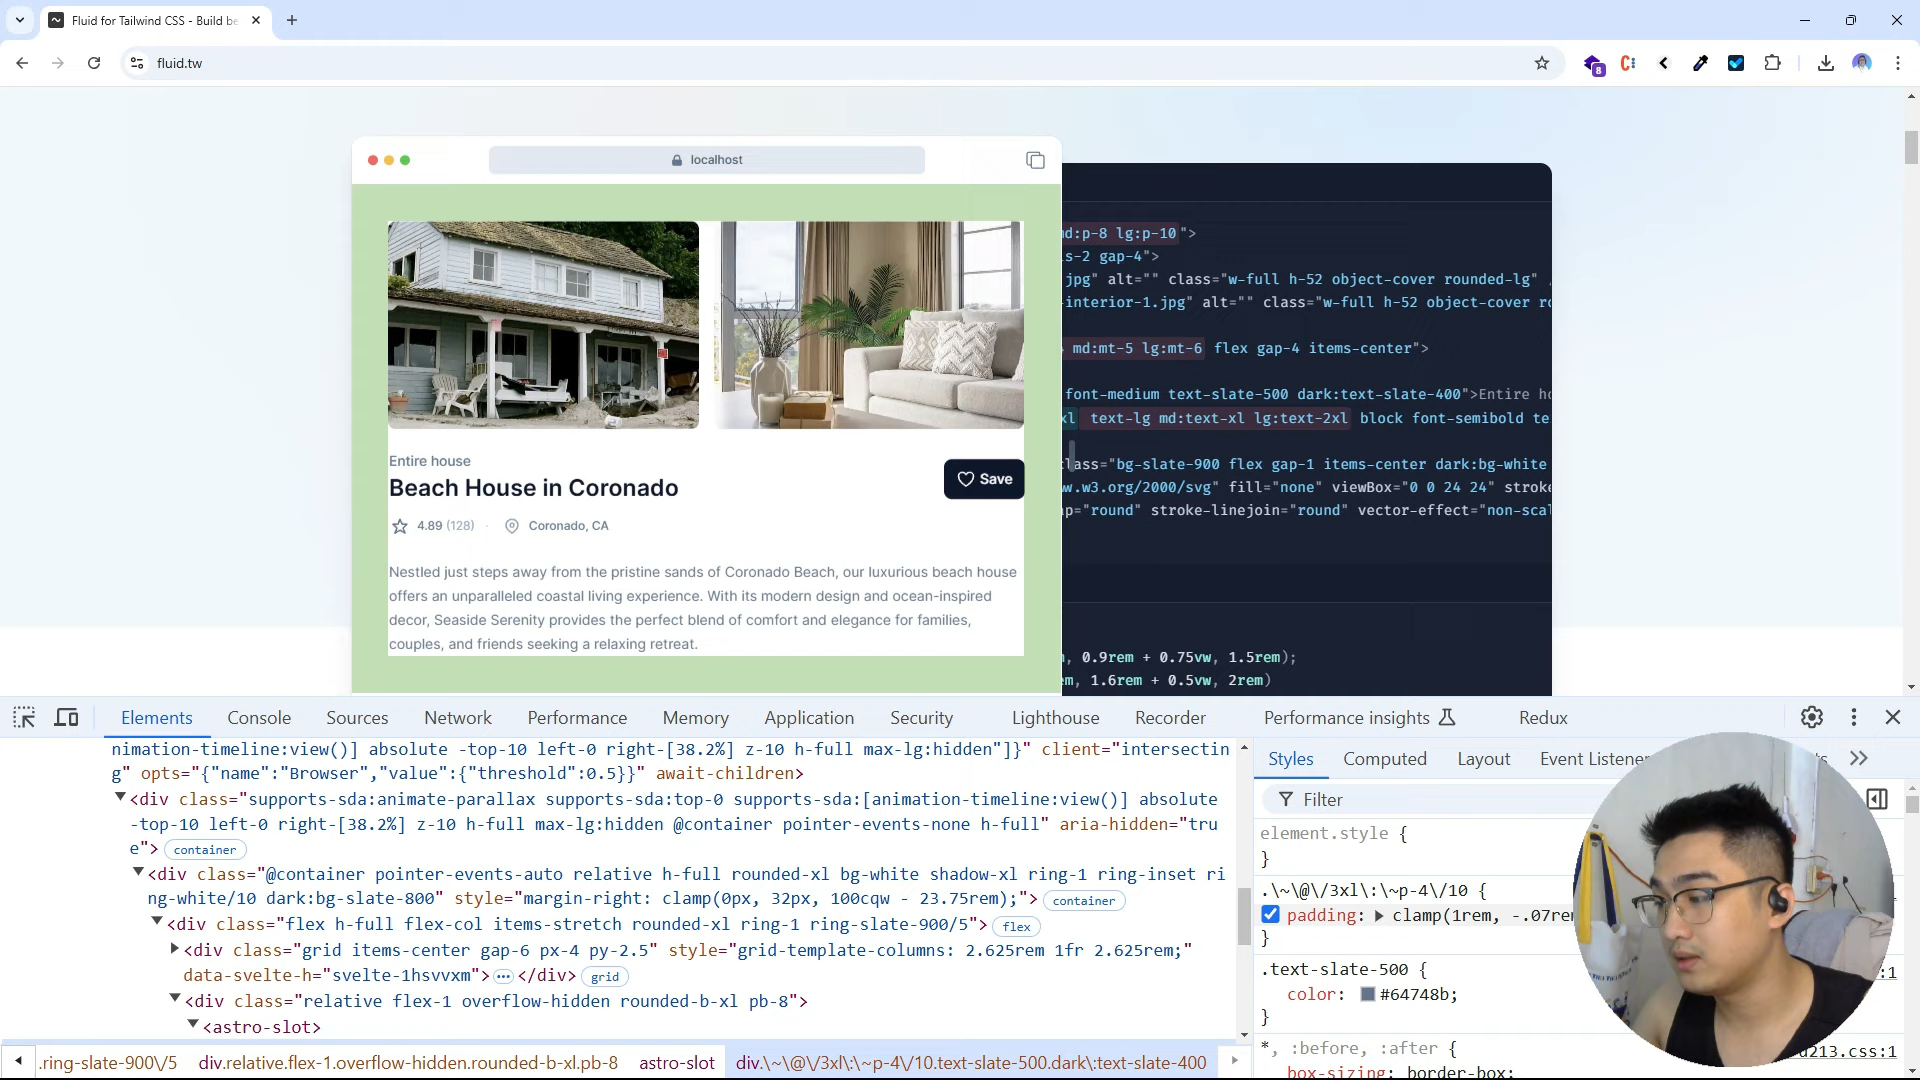 Fluid for Tailwind CSS - Build be
fluid.tw
8
localhost
md:p-8 lg:p-10">
ls-2 gap-4">
jpg" alt="" class="w-full h-52 object-cover rounded-lg"
-interior-1.jpg" alt="" class="w-full h-52 object-cover ro
md:mt-5 lg:mt-6 flex gap-4 items-center">
font-medium text-slate-500 dark:text-slate-400">Entire ho
xl text-lg md:text-xl lg:text-2xl block font-semibold te
lass="bg-slate-900 flex gap-1 items-center dark:bg-white
w.w3.org/2000/svg" fill="none" viewBox="0 0 24 24" stroke
p="round" stroke-linejoin="round" vector-effect="non-scal
, 0.9rem + 0.75vw, 1.5rem);
em, 1.6rem + 0.5vw, 2rem)
Entire house
Beach House in Coronado
Save
4.89 (128) · Coronado, CA
Nestled just steps away from the pristine sands of Coronado Beach, our luxurious beach house
offers an unparalleled coastal living experience. With its modern design and ocean-inspired
decor, Seaside Serenity provides the perfect blend of comfort and elegance for families,
couples, and friends seeking a relaxing retreat.
Elements Console Sources Network Performance Memory Application Security Lighthouse Recorder Performance insights Redux
nimation-timeline:view()] absolute -top-10 left-0 right-[38.2%] z-10 h-full max-lg:hidden"]}" client="intersectin
g" opts="{"name":"Browser","value":{"threshold":0.5}}" await-children>
<div class="supports-sda:animate-parallax supports-sda:top-0 supports-sda:[animation-timeline:view()] absolute
-top-10 left-0 right-[38.2%] z-10 h-full max-lg:hidden @container pointer-events-none h-full" aria-hidden="tru
e"> container
<div class="@container pointer-events-auto relative h-full rounded-xl bg-white shadow-xl ring-1 ring-inset ri
ng-white/10 dark:bg-slate-800" style="margin-right: clamp(0px, 32px, 100cqw - 23.75rem);"> container
<div class="flex h-full flex-col items-stretch rounded-xl ring-1 ring-slate-900/5"> flex
<div class="grid items-center gap-6 px-4 py-2.5" style="grid-template-columns: 2.625rem 1fr 2.625rem;"
data-svelte-h="svelte-1hsvvxm"> … </div> grid
<div class="relative flex-1 overflow-hidden rounded-b-xl pb-8">
<astro-slot>
.ring-slate-900\/5 div.relative.flex-1.overflow-hidden.rounded-b-xl.pb-8 astro-slot div.\~\@\/3xl\:\~p-4\/10.text-slate-500.dark\:text-slate-400
Styles Computed Layout Event Listener
Filter
element.style {
}
.\~\@\/3xl\:\~p-4\/10 {
padding: clamp(1rem, -.07rem
}
.text-slate-500 { :1
color: #64748b;
}
*, :before, :after { d213.css:1
box-sizing: border-box;